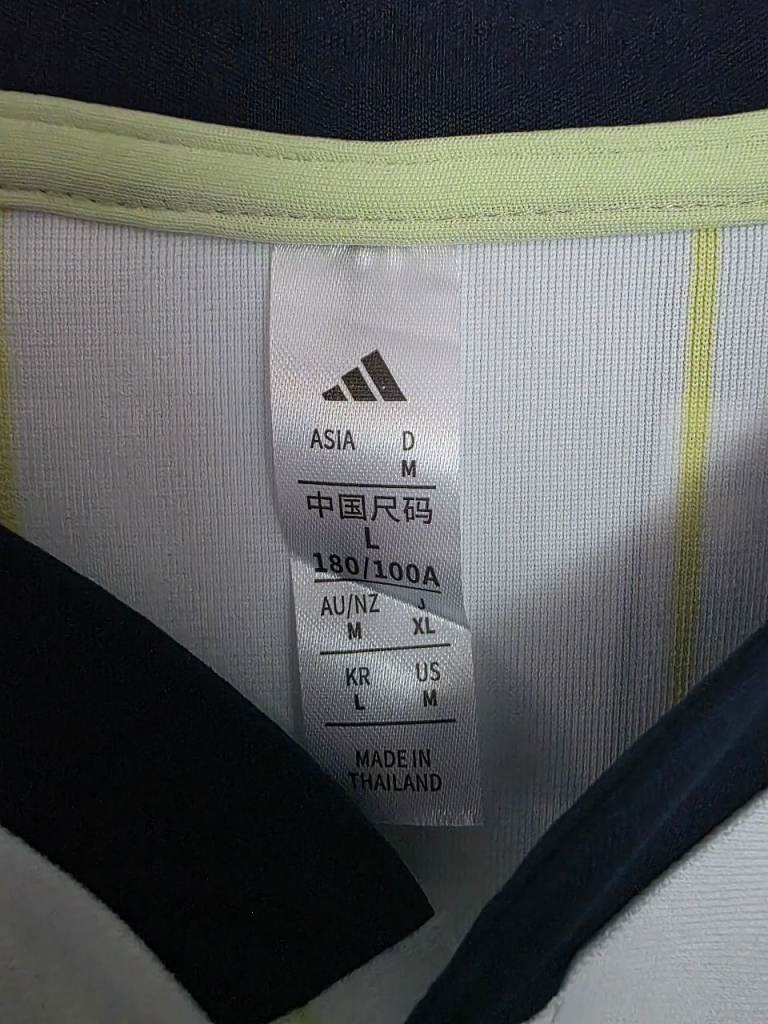 ASIA D
M
中国尺码
L
180/100A
AU/NZ J
M XL
KR US
L M
MADE IN
THAILAND